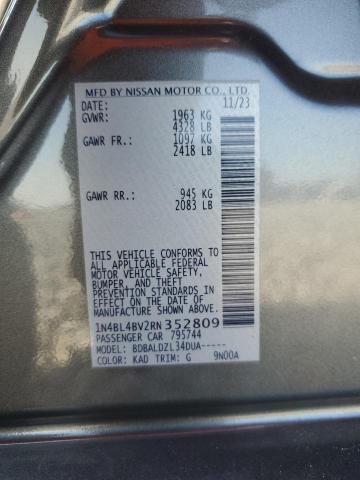 MFD BY NISSAN MOTOR CO., LTD.
DATE: 11/23
GVWR: 1963 KG
4328 LB
GAWR FR.: 1097 KG
2418 LB
GAWR RR.: 945 KG
2083 LB
THIS VEHICLE CONFORMS TO
ALL APPLICABLE FEDERAL
MOTOR VEHICLE SAFETY,
BUMPER, AND THEFT
PREVENTION STANDARDS
IN EFFECT ON THE DATE OF
MANUFACTURE SHOWN ABOVE.
1N4BL4BV2RN352809
PASSENGER CAR 795744
MODEL: BDBALDZL34DUA-----
COLOR: KAD TRIM: G 9N00A